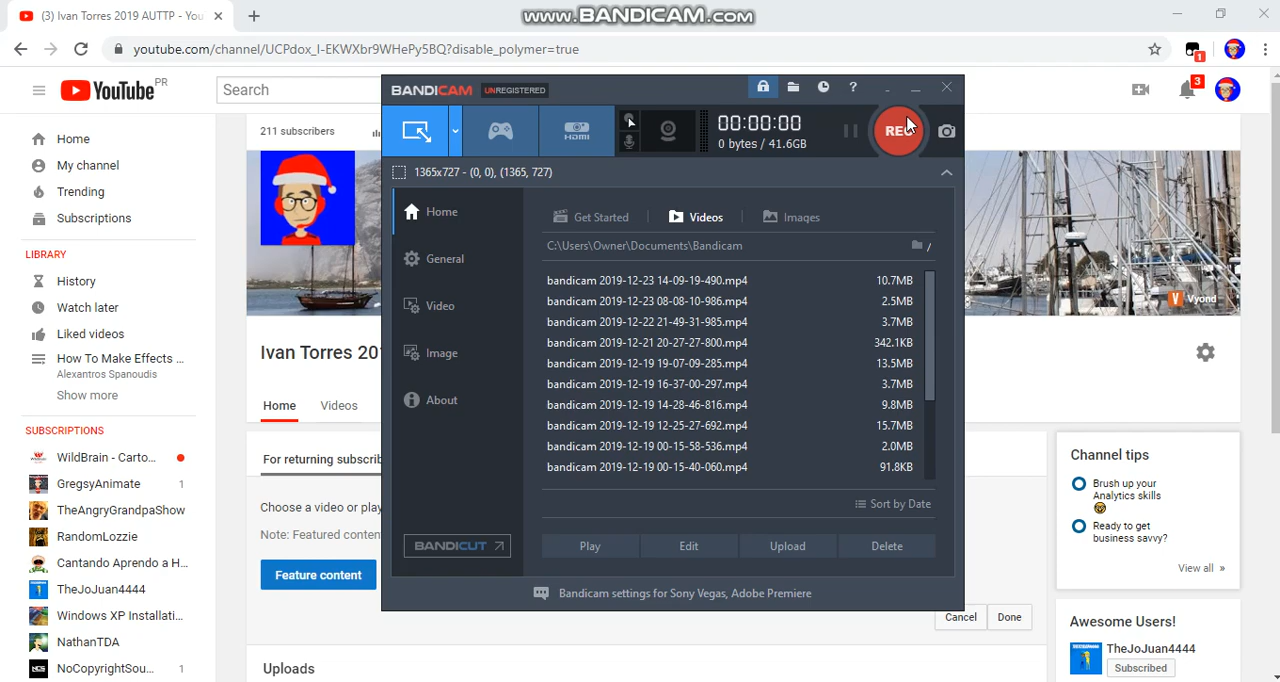 (3) Ivan Torres 2019 AUTTP - You
www.BANDICAM.com
youtube.com/channel/UCPdox_I-EKWXbr9WHePy5BQ?disable_polymer=true
1
YouTube PR
Search
3
BANDICAM UNREGISTERED
?
HDMI
00:00:00
0 bytes / 41.6GB
REC
1365x727 - (0, 0), (1365, 727)
Home
My channel
Trending
Subscriptions
LIBRARY
History
Watch later
Liked videos
How To Make Effects ...
Alexantros Spanoudis
Show more
SUBSCRIPTIONS
WildBrain - Carto...
GregsyAnimate 1
TheAngryGrandpaShow
RandomLozzie
Cantando Aprendo a H...
TheJoJuan4444
Windows XP Installati...
NathanTDA
NoCopyrightSou... 1
211 subscribers
Ivan Torres 20
Home Videos
For returning subscrib
Choose a video or play
Note: Featured conten
Feature content
Uploads
Home
General
Video
Image
About
BANDICUT
Get Started Videos Images
C:\Users\Owner\Documents\Bandicam /
bandicam 2019-12-23 14-09-19-490.mp4 10.7MB
bandicam 2019-12-23 08-08-10-986.mp4 2.5MB
bandicam 2019-12-22 21-49-31-985.mp4 3.7MB
bandicam 2019-12-21 20-27-27-800.mp4 342.1KB
bandicam 2019-12-19 19-07-09-285.mp4 13.5MB
bandicam 2019-12-19 16-37-00-297.mp4 3.7MB
bandicam 2019-12-19 14-28-46-816.mp4 9.8MB
bandicam 2019-12-19 12-25-27-692.mp4 15.7MB
bandicam 2019-12-19 00-15-58-536.mp4 2.0MB
bandicam 2019-12-19 00-15-40-060.mp4 91.8KB
Sort by Date
Play Edit Upload Delete
Bandicam settings for Sony Vegas, Adobe Premiere
Cancel Done
V Vyond
Channel tips
Brush up your
Analytics skills
Ready to get
business savvy?
View all »
Awesome Users!
TheJoJuan4444
Subscribed